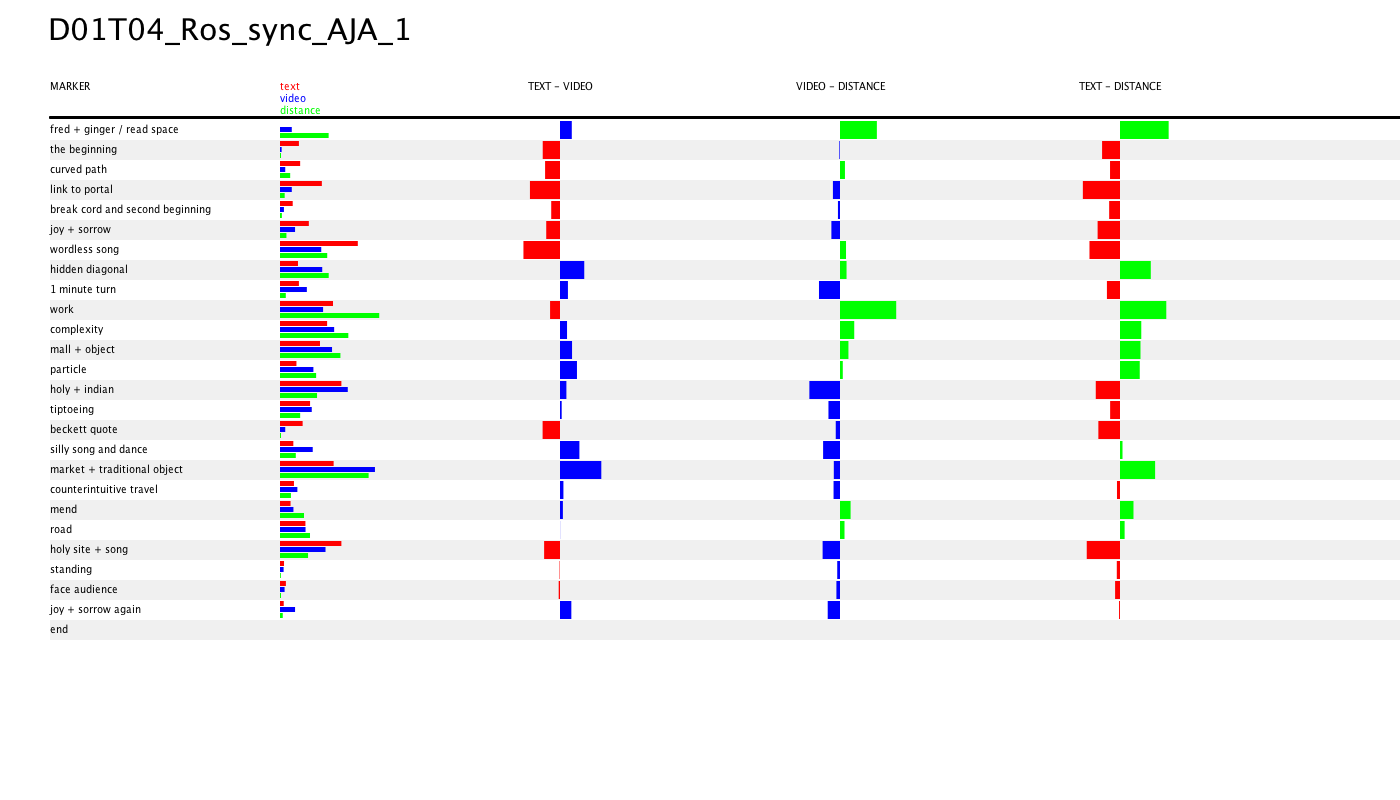 D01T04_Ros_sync_AJA_1
MARKER
text
video
distance
TEXT - VIDEO
VIDEO - DISTANCE
TEXT - DISTANCE
fred + ginger / read space
the beginning
curved path
link to portal
break cord and second beginning
joy + sorrow
wordless song
hidden diagonal
1 minute turn
work
complexity
mall + object
particle
holy + indian
tiptoeing
beckett quote
silly song and dance
market + traditional object
counterintuitive travel
mend
road
holy site + song
standing
face audience
joy + sorrow again
end